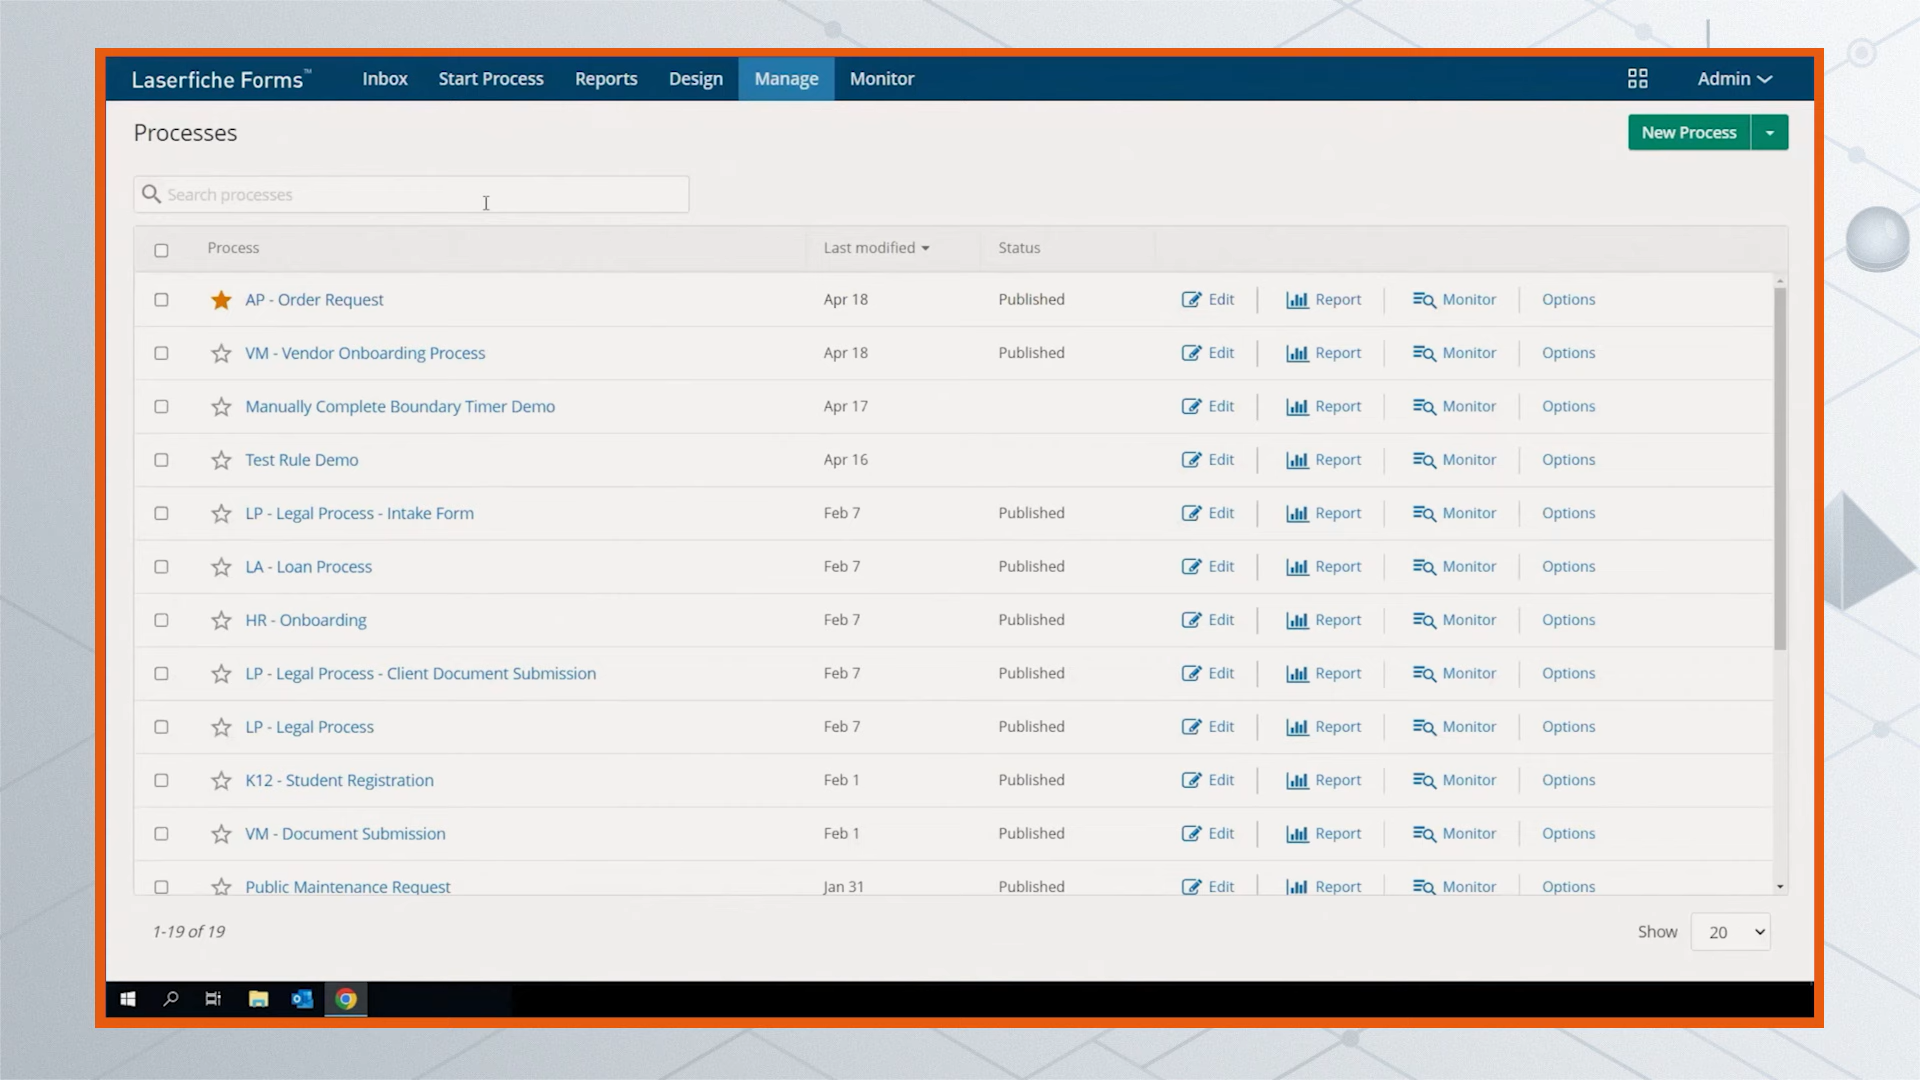 Laserfiche Forms™ Inbox Start Process Reports Design Manage Monitor Admin
Processes New Process
Search processes
Process Last modified Status
AP - Order Request Apr 18 Published Edit Report Monitor Options
VM - Vendor Onboarding Process Apr 18 Published Edit Report Monitor Options
Manually Complete Boundary Timer Demo Apr 17 Edit Report Monitor Options
Test Rule Demo Apr 16 Edit Report Monitor Options
LP - Legal Process - Intake Form Feb 7 Published Edit Report Monitor Options
LA - Loan Process Feb 7 Published Edit Report Monitor Options
HR - Onboarding Feb 7 Published Edit Report Monitor Options
LP - Legal Process - Client Document Submission Feb 7 Published Edit Report Monitor Options
LP - Legal Process Feb 7 Published Edit Report Monitor Options
K12 - Student Registration Feb 1 Published Edit Report Monitor Options
VM - Document Submission Feb 1 Published Edit Report Monitor Options
Public Maintenance Request Jan 31 Published Edit Report Monitor Options
1-19 of 19 Show 20